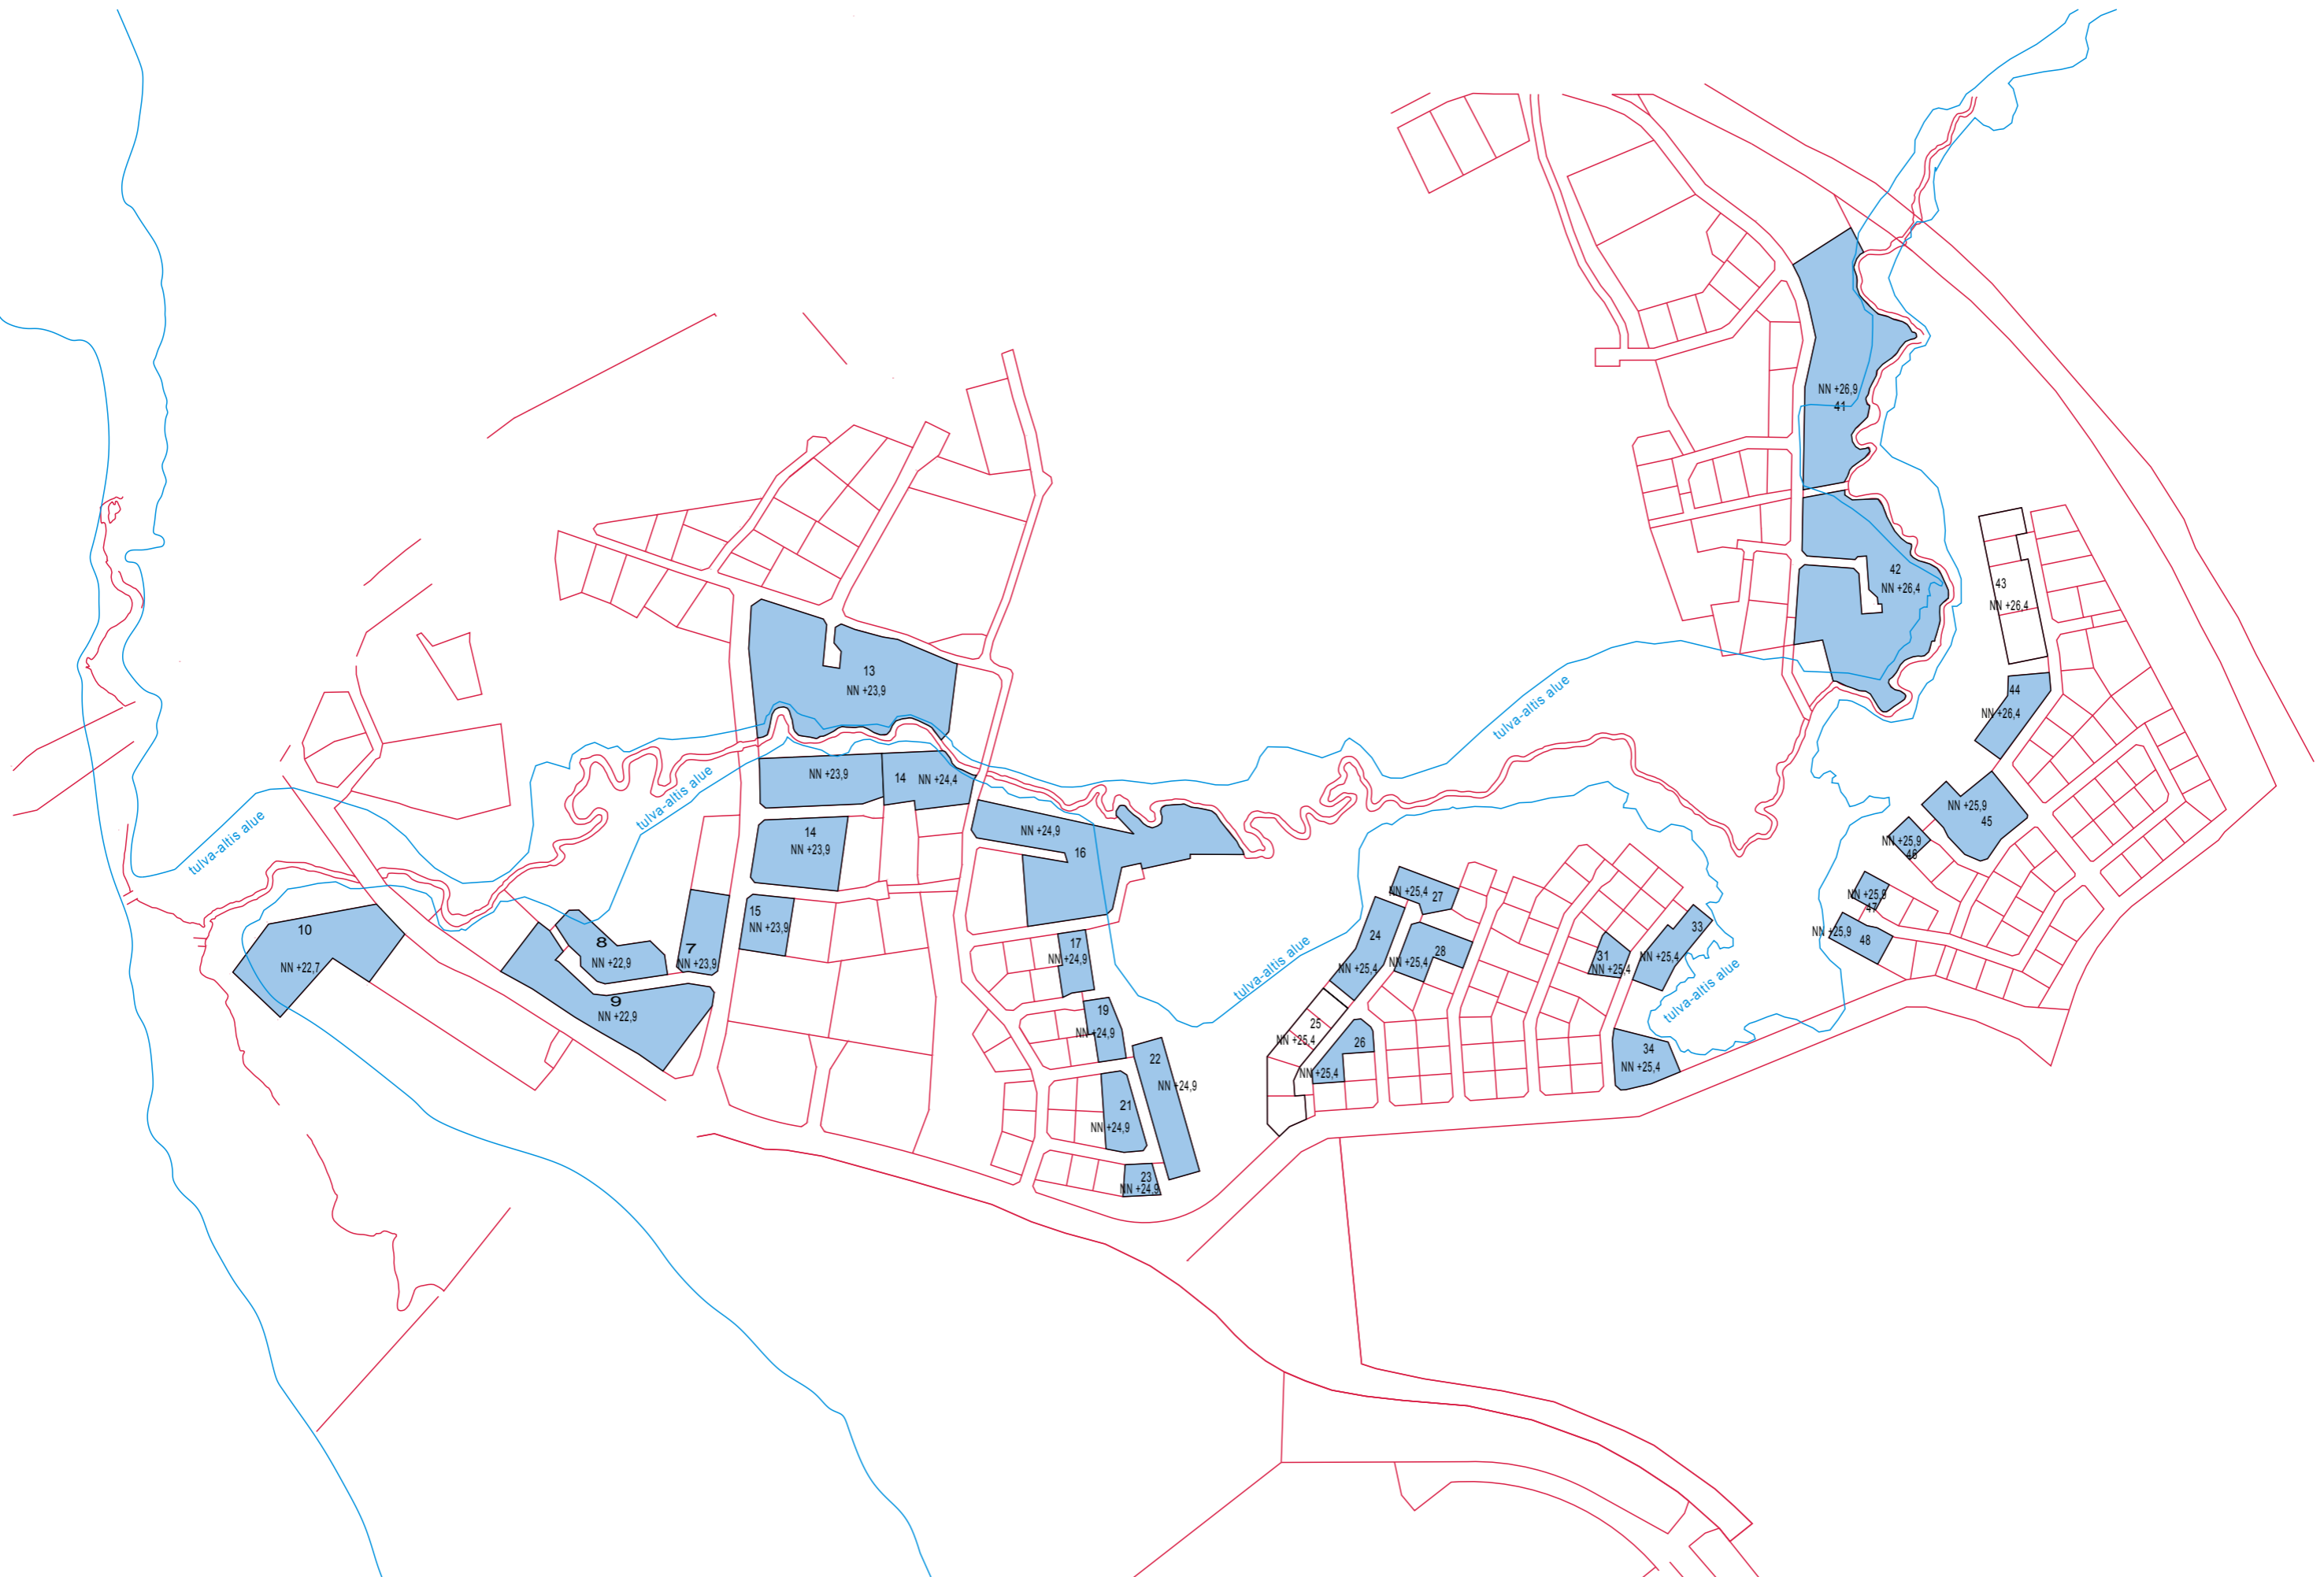 NN +26,9
41
42
NN +26,4
43
NN +26,4
44
NN +26,4
tulva-altis alue
13
NN +23,9
NN +23,9
14
NN +24,4
tulva-altis alue
tulva-altis alue
14
NN +23,9
NN +24,9
16
NN +25,9
45
NN +25,9
46
NN +25,9
47
NN +25,9
48
NN +25,4
27
24
NN +25,4
28
NN +25,4
31
NN +25,4
33
NN +25,4
tulva-altis alue
tulva-altis alue
10
NN +22,7
8
NN +22,9
7
NN +23,9
9
NN +22,9
15
NN +23,9
17
NN +24,9
19
NN +24,9
22
NN +24,9
21
NN +24,9
23
NN +24,9
25
NN +25,4
26
NN +25,4
34
NN +25,4